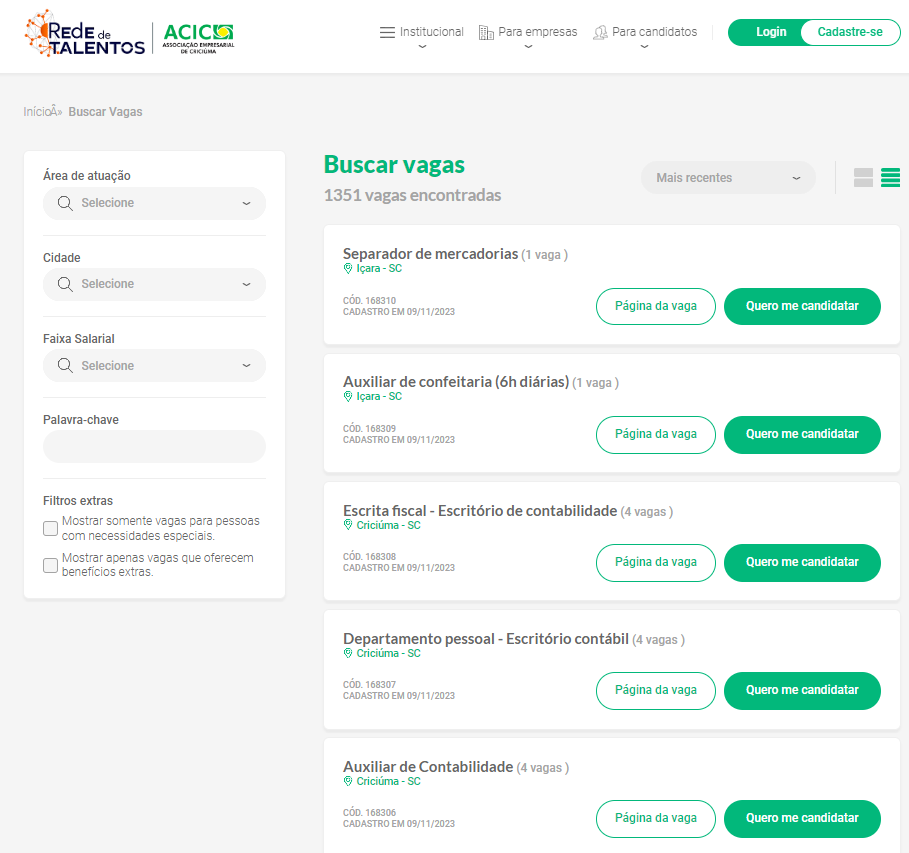 Rede de
TALENTOS
ACIC
ASSOCIAÇÃO EMPRESARIAL
DE CRICIÚMA
Institucional
Para empresas
Para candidatos
Login
Cadastre-se
InícioÂ» Buscar Vagas
Área de atuação
Selecione
Cidade
Selecione
Faixa Salarial
Selecione
Palavra-chave
Filtros extras
Mostrar somente vagas para pessoas
com necessidades especiais.
Mostrar apenas vagas que oferecem
benefícios extras.
Buscar vagas
1351 vagas encontradas
Mais recentes
Separador de mercadorias (1 vaga )
Içara - SC
CÓD. 168310
CADASTRO EM 09/11/2023
Página da vaga
Quero me candidatar
Auxiliar de confeitaria (6h diárias) (1 vaga )
Içara - SC
CÓD. 168309
CADASTRO EM 09/11/2023
Página da vaga
Quero me candidatar
Escrita fiscal - Escritório de contabilidade (4 vagas )
Criciúma - SC
CÓD. 168308
CADASTRO EM 09/11/2023
Página da vaga
Quero me candidatar
Departamento pessoal - Escritório contábil (4 vagas )
Criciúma - SC
CÓD. 168307
CADASTRO EM 09/11/2023
Página da vaga
Quero me candidatar
Auxiliar de Contabilidade (4 vagas )
Criciúma - SC
CÓD. 168306
CADASTRO EM 09/11/2023
Página da vaga
Quero me candidatar